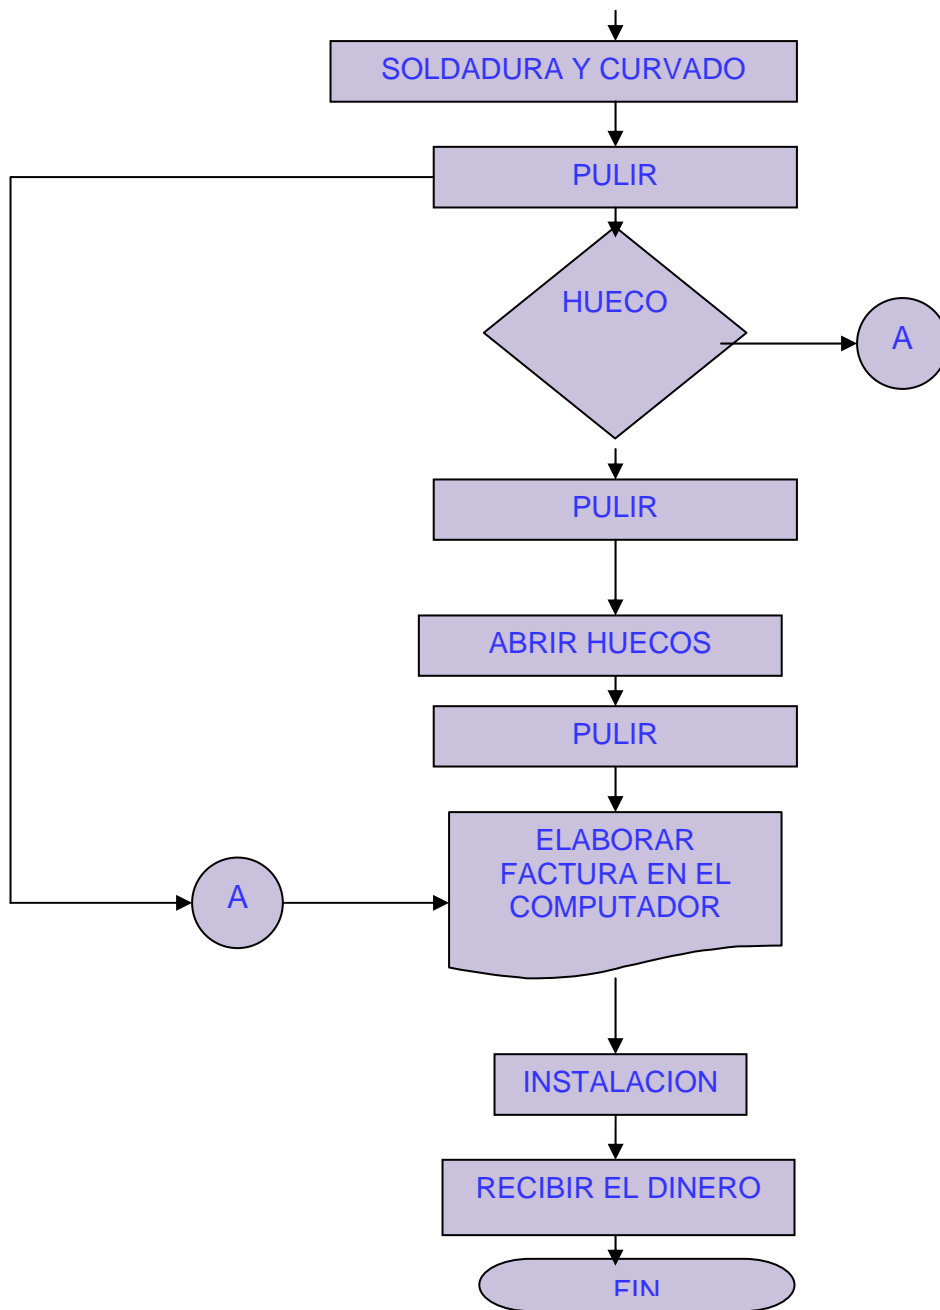 SOLDADURA Y CURVADO
PULIR
HUECO
A
PULIR
ABRIR HUECOS
PULIR
ELABORAR
FACTURA EN EL
COMPUTADOR
A
INSTALACION
RECIBIR EL DINERO
FIN